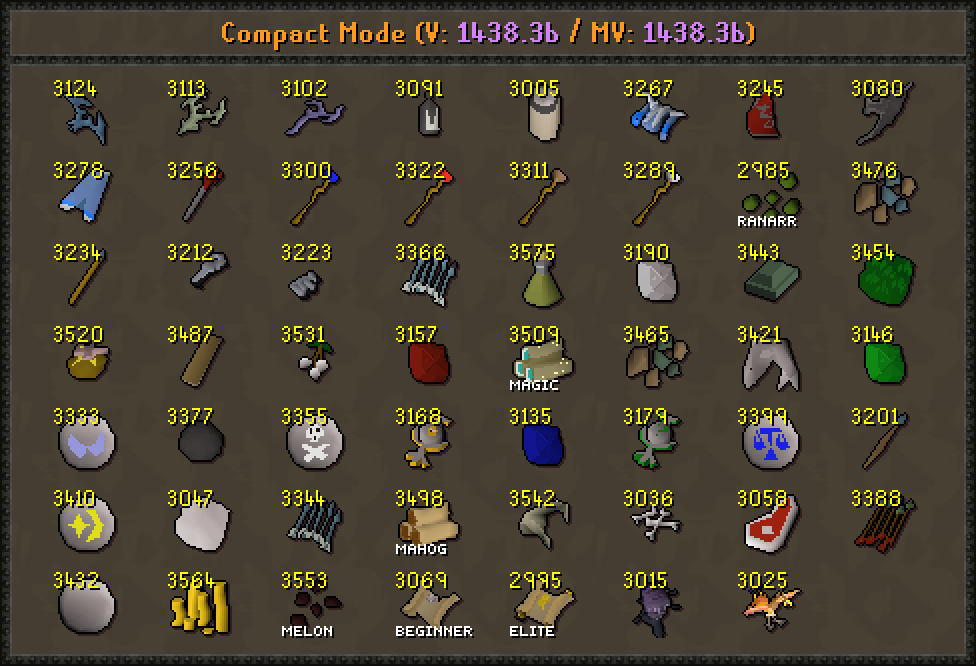 Compact Mode (V: 1438.3b / MV: 1438.3b)
3124 3113 3102 3091 3005 3267 3245 3080
3278 3256 3300 3322 3311 3289 2985 3476
RANARR
3234 3212 3223 3366 3575 3190 3443 3454
3520 3487 3531 3157 3509 3465 3421 3146
MAGIC
3333 3377 3355 3168 3135 3179 3399 3201
3410 3047 3344 3498 3542 3036 3058 3388
MAHOG
3432 3564 3553 3069 2995 3015 3025
MELON BEGINNER ELITE